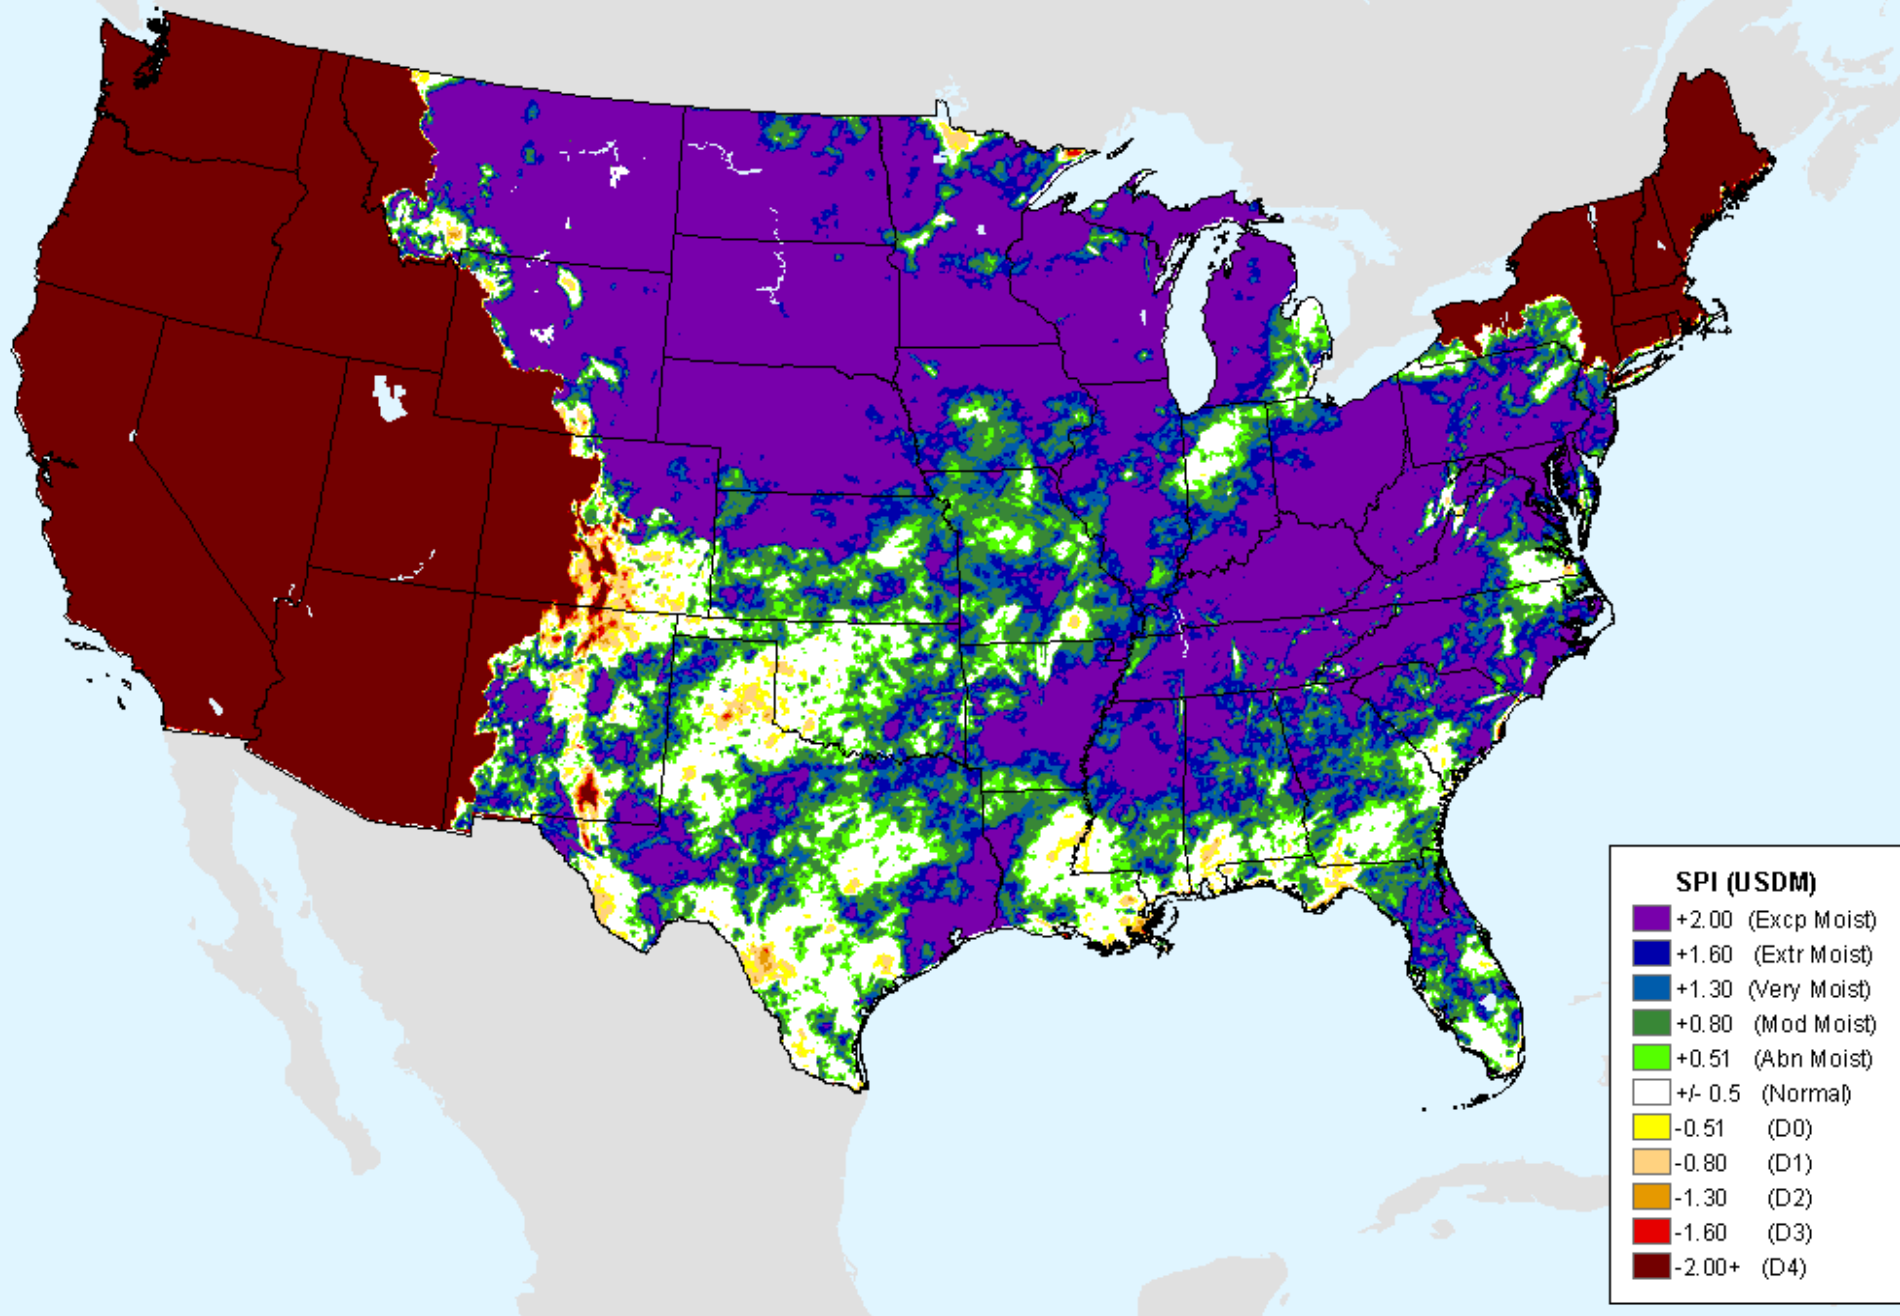 SPI (USDM)
+2.00 (Excp Moist)
+1.60 (Extr Moist)
+1.30 (Very Moist)
+0.80 (Mod Moist)
+0.51 (Abn Moist)
+/- 0.5 (Normal)
-0.51 (D0)
-0.80 (D1)
-1.30 (D2)
-1.60 (D3)
-2.00+ (D4)